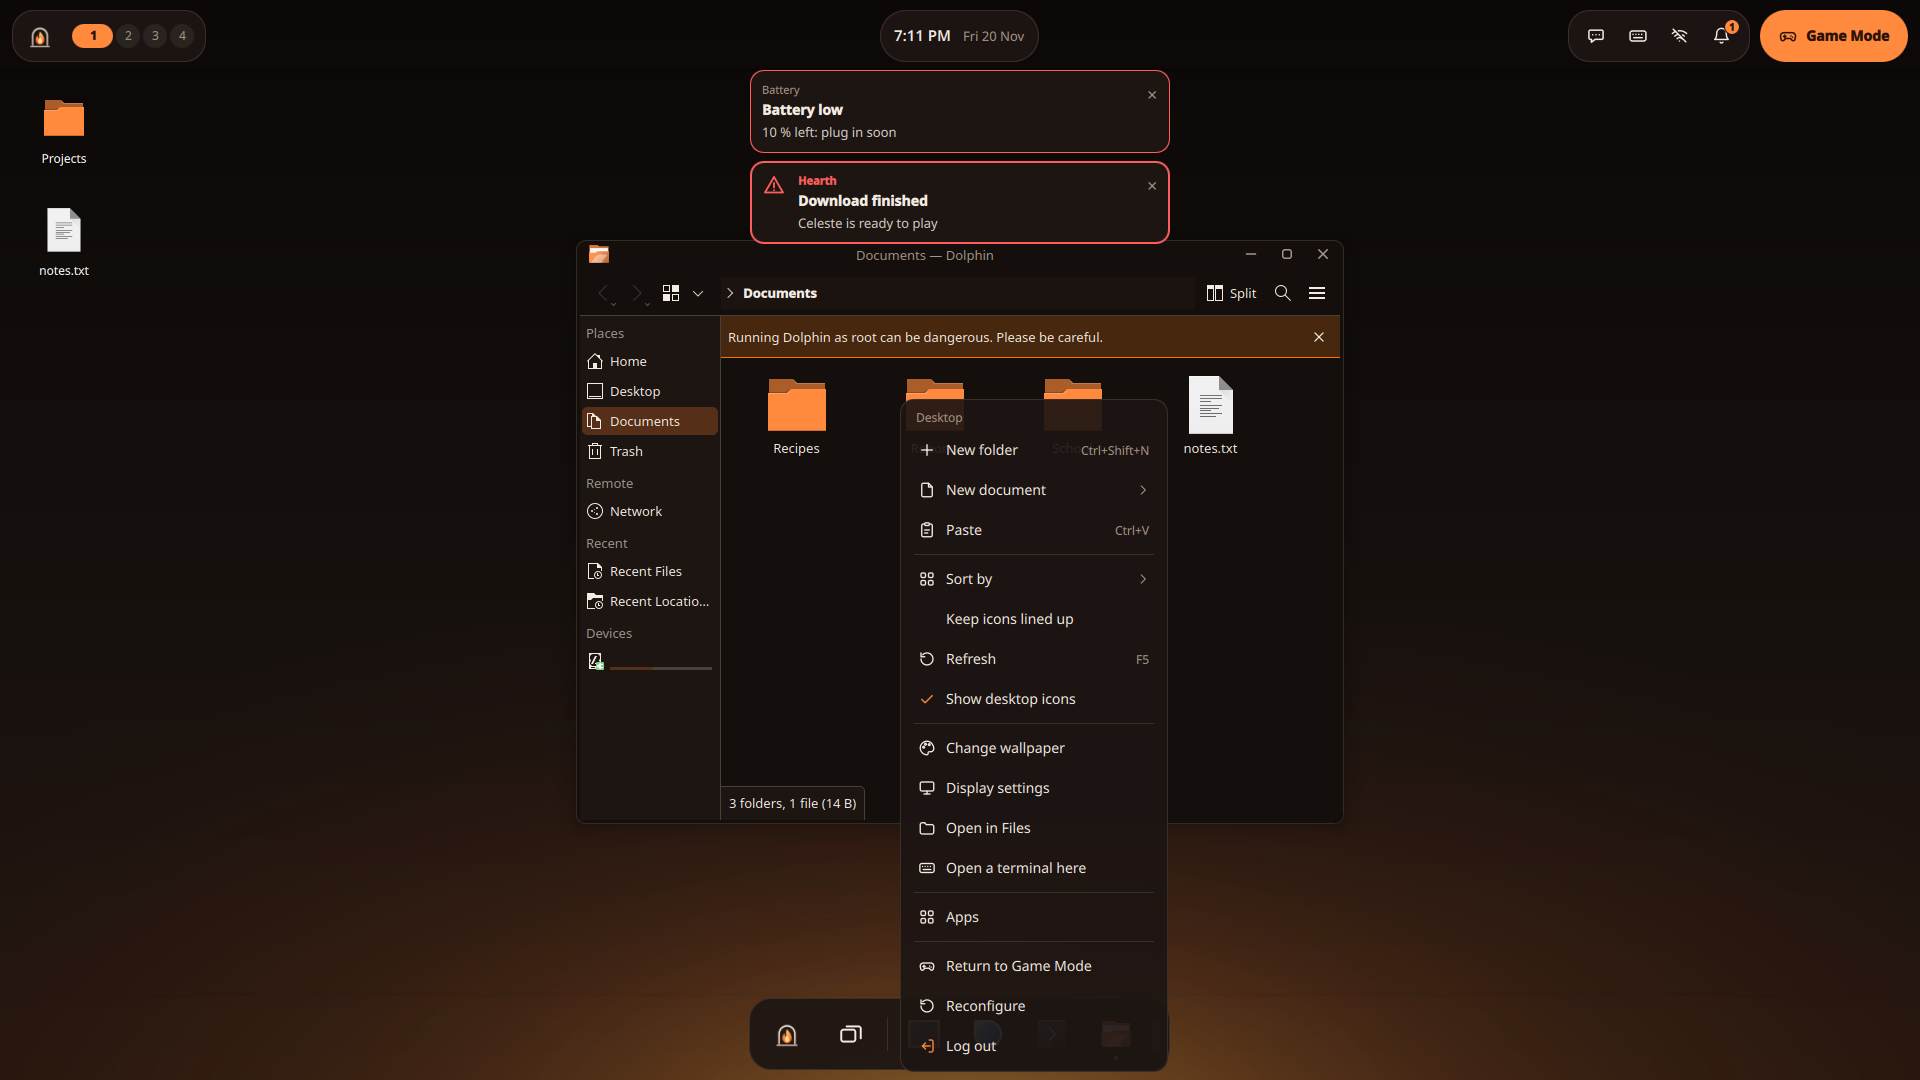 1 2 3 4
7:11 PM Fri 20 Nov
1
Game Mode
Projects
notes.txt
Battery
Battery low
10 % left: plug in soon
Hearth
Download finished
Celeste is ready to play
Documents — Dolphin
Documents
Split
Places
Home
Desktop
Documents
Trash
Remote
Network
Recent
Recent Files
Recent Locatio...
Devices
Running Dolphin as root can be dangerous. Please be careful.
Recipes
notes.txt
3 folders, 1 file (14 B)
Desktop
New folder Ctrl+Shift+N
New document
Paste Ctrl+V
Sort by
Keep icons lined up
Refresh F5
Show desktop icons
Change wallpaper
Display settings
Open in Files
Open a terminal here
Apps
Return to Game Mode
Reconfigure
Log out